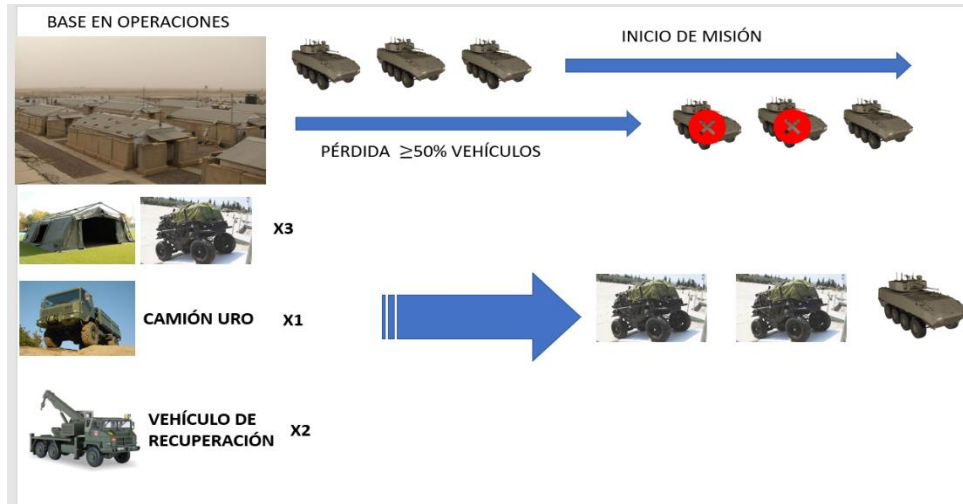 BASE EN OPERACIONES
INICIO DE MISIÓN
PÉRDIDA ≥50% VEHÍCULOS
X3
CAMIÓN URO X1
VEHÍCULO DE
RECUPERACIÓN X2